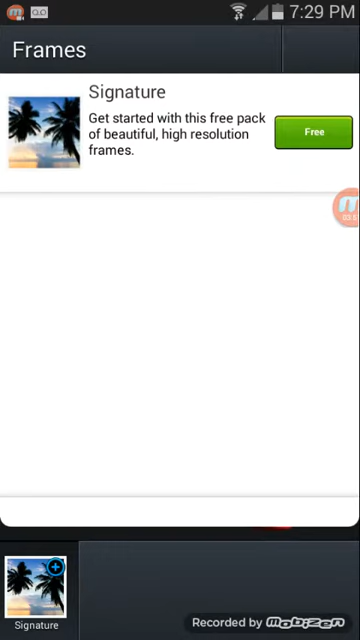 7:29 PM
Frames
Signature
Get started with this free pack
of beautiful, high resolution
frames.
Free
Signature
Recorded by mobizen